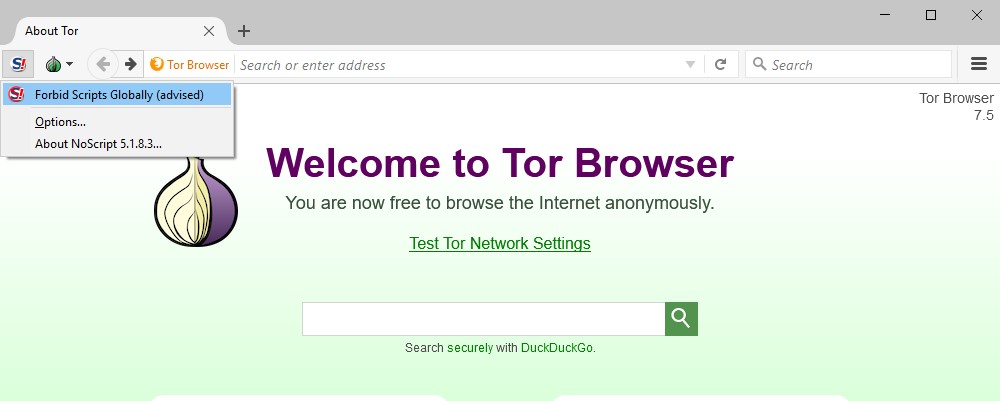 About Tor
Tor Browser Search or enter address Search
Forbid Scripts Globally (advised)
Options...
About NoScript 5.1.8.3...
Tor Browser
7.5
Welcome to Tor Browser
You are now free to browse the Internet anonymously.
Test Tor Network Settings
Search securely with DuckDuckGo.